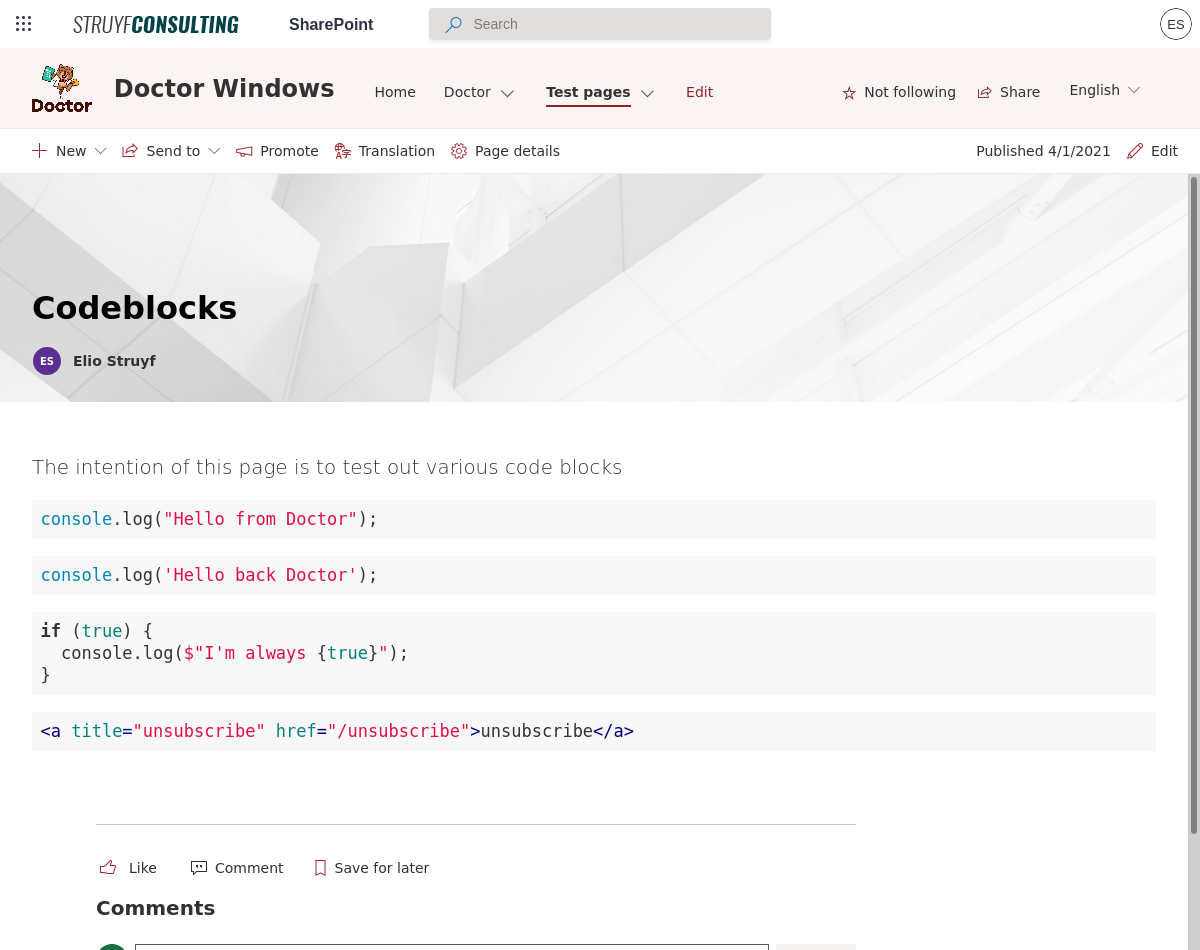 STRUYFCONSULTING SharePoint Search ES
Doctor Doctor Windows Home Doctor Test pages Edit Not following Share English
New Send to Promote Translation Page details Published 4/1/2021 Edit
Codeblocks
ES Elio Struyf
The intention of this page is to test out various code blocks
console.log("Hello from Doctor");
console.log('Hello back Doctor');
if (true) {
  console.log($"I'm always {true}");
}
<a title="unsubscribe" href="/unsubscribe">unsubscribe</a>
Like Comment Save for later
Comments